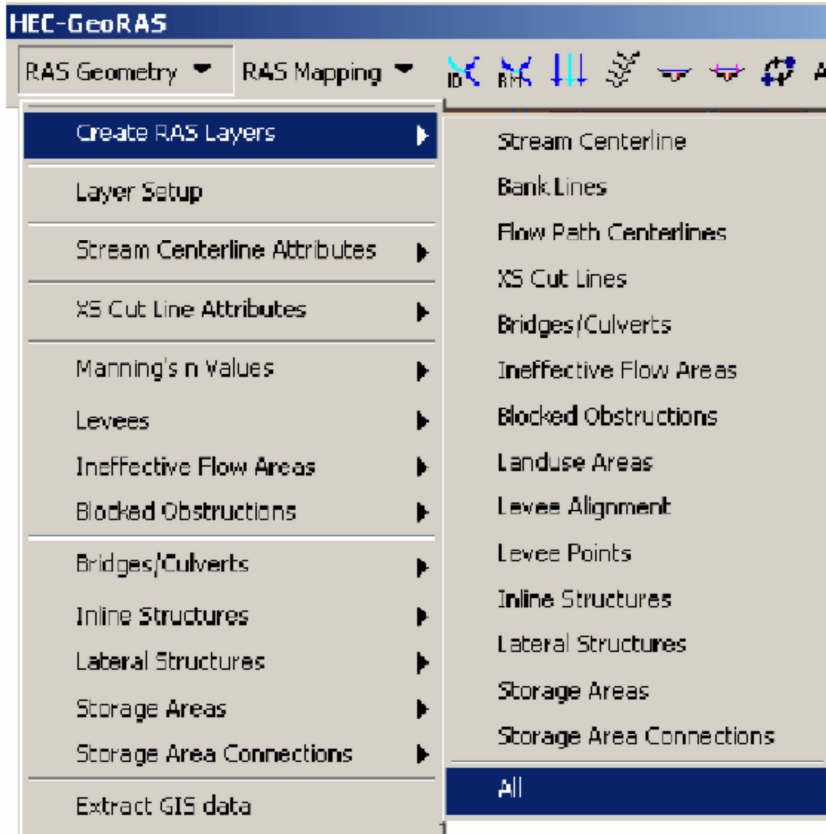 HEC-GeoRAS
RAS Geometry RAS Mapping ID RM A
Create RAS Layers
Layer Setup
Stream Centerline Attributes
XS Cut Line Attributes
Manning's n Values
Levees
Ineffective Flow Areas
Blocked Obstructions
Bridges/Culverts
Inline Structures
Lateral Structures
Storage Areas
Storage Area Connections
Extract GIS data
Stream Centerline
Bank Lines
Flow Path Centerlines
XS Cut Lines
Bridges/Culverts
Ineffective Flow Areas
Blocked Obstructions
Landuse Areas
Levee Alignment
Levee Points
Inline Structures
Lateral Structures
Storage Areas
Storage Area Connections
All